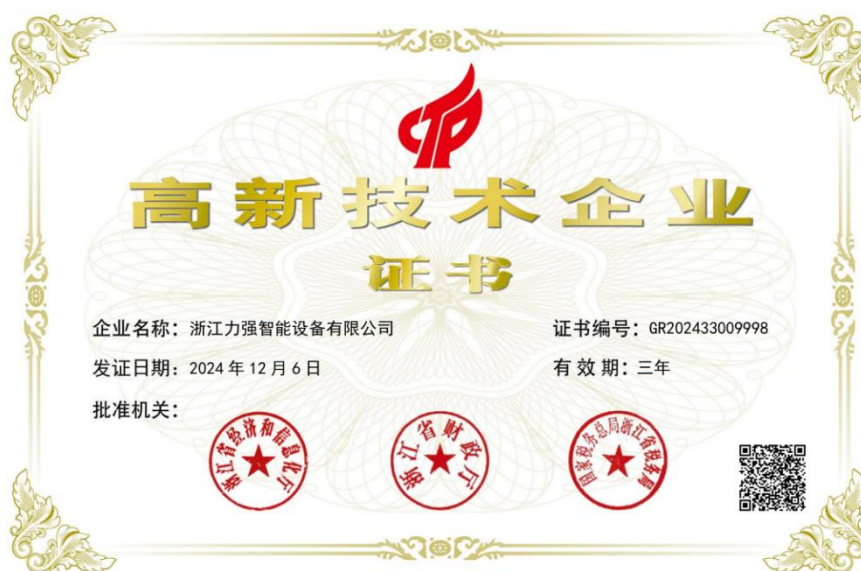 高新技术企业
证书
企业名称：浙江力强智能设备有限公司
证书编号：GR202433009998
发证日期：2024年12月6日
有效期：三年
批准机关：
浙江省经济和信息化厅
浙江省财政厅
国家税务总局浙江省税务局